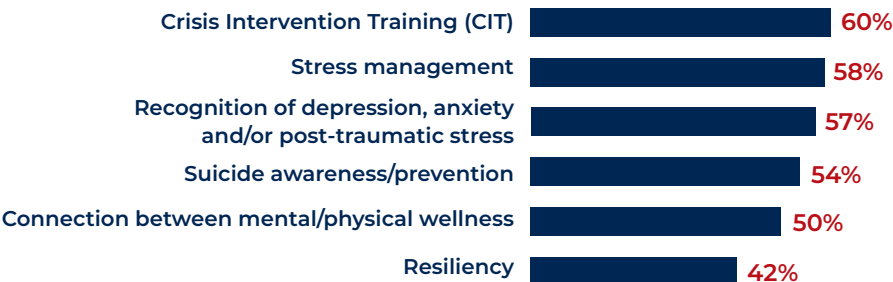 Crisis Intervention Training (CIT) 60%
Stress management 58%
Recognition of depression, anxiety
and/or post-traumatic stress 57%
Suicide awareness/prevention 54%
Connection between mental/physical wellness 50%
Resiliency 42%